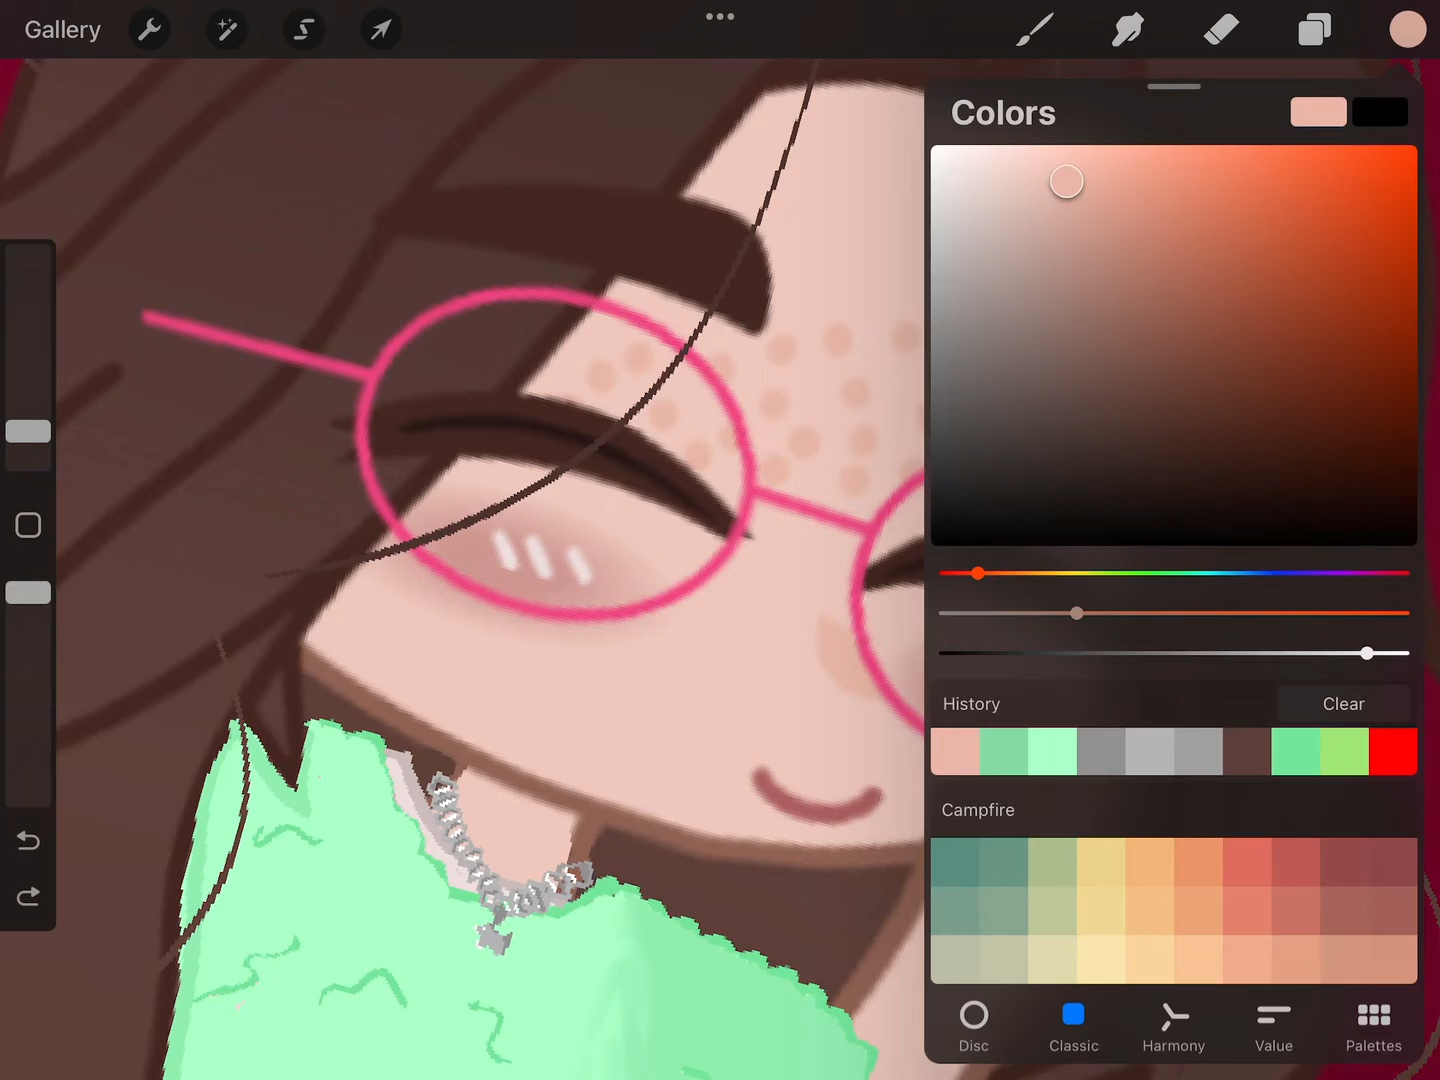 Gallery
Colors
History
Clear
Campfire
Disc
Classic
Harmony
Value
Palettes